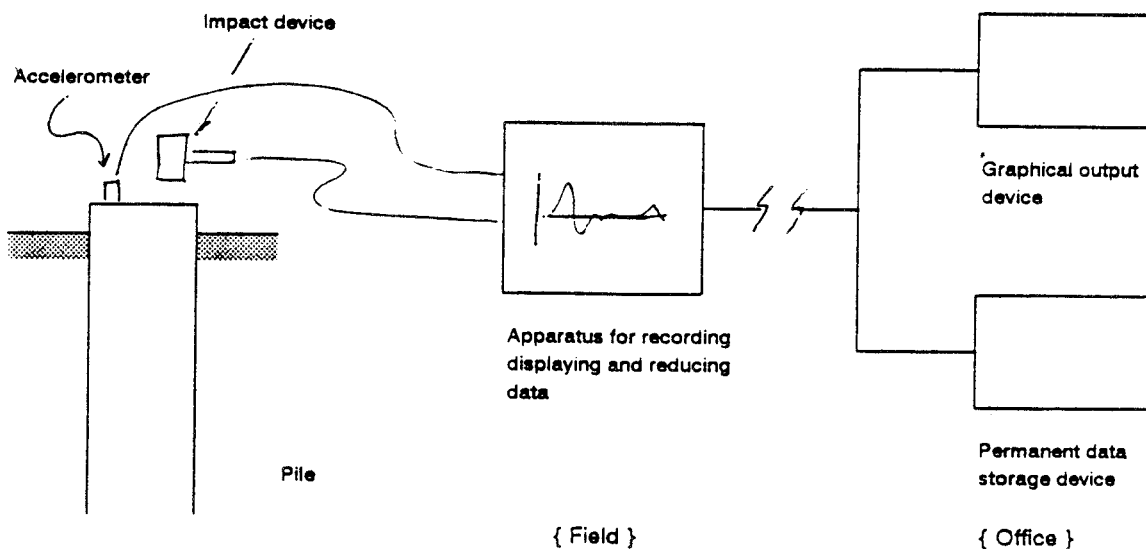 Impact device
Accelerometer
Graphical output
device
Apparatus for recording
displaying and reducing
data
Permanent data
storage device
Pile
{ Field }
{ Office }